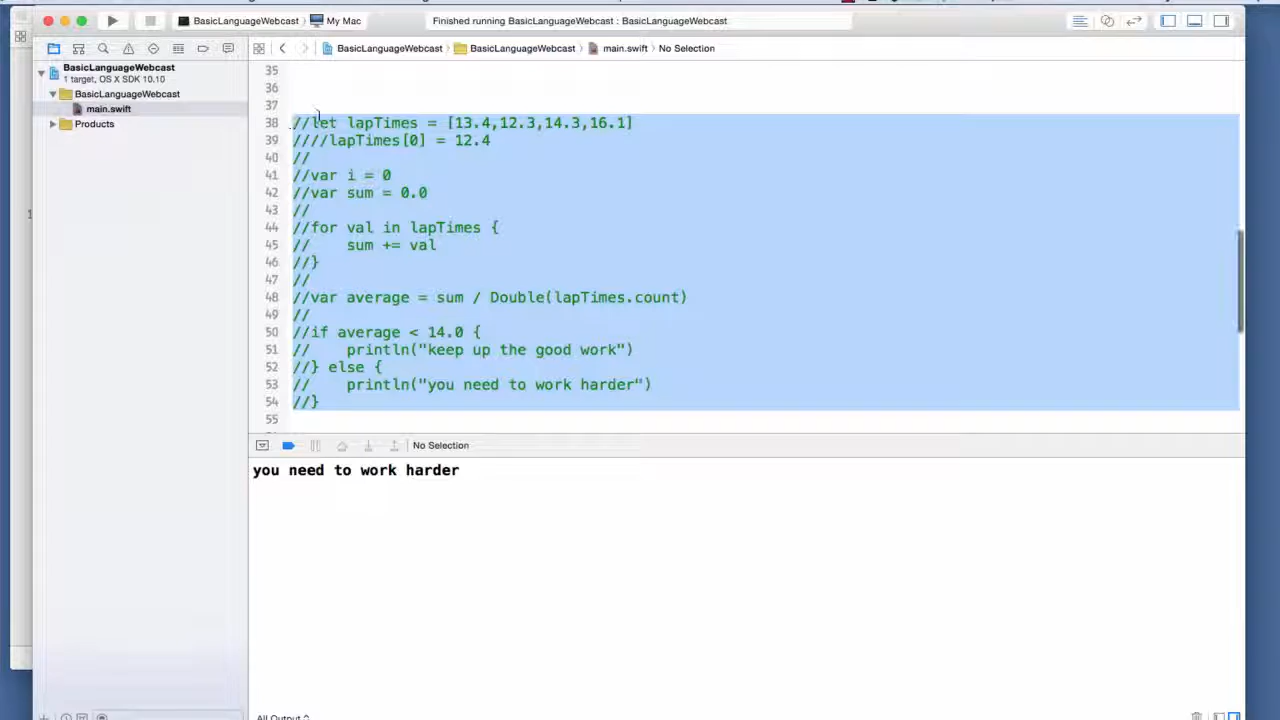 BasicLanguageWebcast
My Mac
Finished running BasicLanguageWebcast : BasicLanguageWebcast
BasicLanguageWebcast
BasicLanguageWebcast
main.swift
No Selection
BasicLanguageWebcast
1 target, OS X SDK 10.10
BasicLanguageWebcast
main.swift
Products
35
36
37
38 //let lapTimes = [13.4,12.3,14.3,16.1]
39 ////lapTimes[0] = 12.4
40 //
41 //var i = 0
42 //var sum = 0.0
43 //
44 //for val in lapTimes {
45 //    sum += val
46 //}
47 //
48 //var average = sum / Double(lapTimes.count)
49 //
50 //if average < 14.0 {
51 //    println("keep up the good work")
52 //} else {
53 //    println("you need to work harder")
54 //}
55
No Selection
you need to work harder
All Output